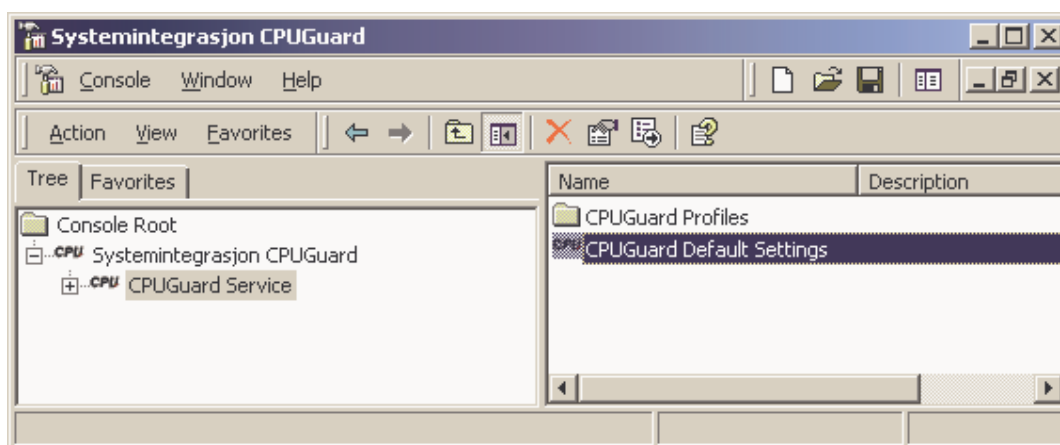 Systemintegrasjon CPUGuard
Console Window Help
Action View Favorites
Tree Favorites
Console Root
CPU Systemintegrasjon CPUGuard
CPU CPUGuard Service
Name Description
CPUGuard Profiles
CPU CPUGuard Default Settings